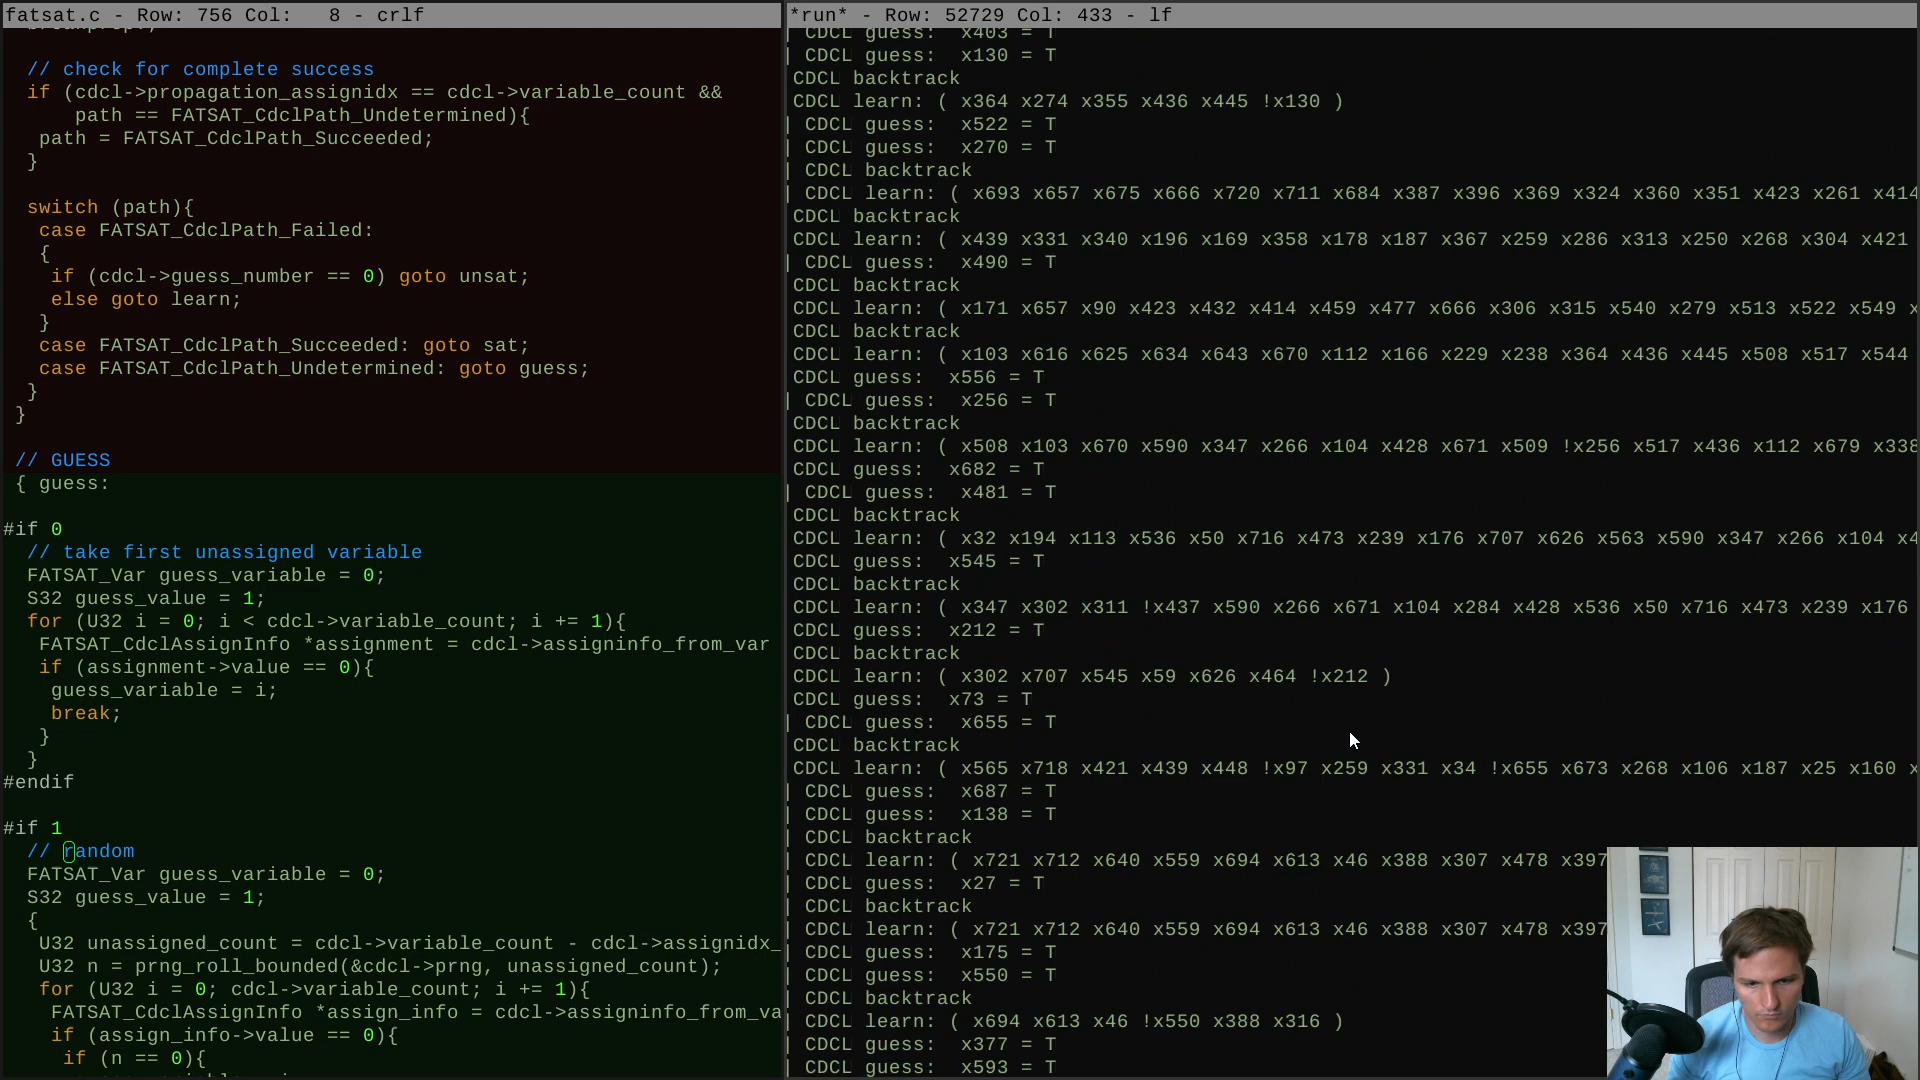 fatsat.c - Row: 756 Col:   8 - crlf
// check for complete success
if (cdcl->propagation_assignidx == cdcl->variable_count &&
path == FATSAT_CdclPath_Undetermined){
path = FATSAT_CdclPath_Succeeded;
}
switch (path){
case FATSAT_CdclPath_Failed:
{
if (cdcl->guess_number == 0) goto unsat;
else goto learn;
}
case FATSAT_CdclPath_Succeeded: goto sat;
case FATSAT_CdclPath_Undetermined: goto guess;
}
}
// GUESS
{ guess:
#if 0
// take first unassigned variable
FATSAT_Var guess_variable = 0;
S32 guess_value = 1;
for (U32 i = 0; i < cdcl->variable_count; i += 1){
FATSAT_CdclAssignInfo *assignment = cdcl->assigninfo_from_var
if (assignment->value == 0){
guess_variable = i;
break;
}
}
#endif
#if 1
// random
FATSAT_Var guess_variable = 0;
S32 guess_value = 1;
{
U32 unassigned_count = cdcl->variable_count - cdcl->assignidx_
U32 n = prng_roll_bounded(&cdcl->prng, unassigned_count);
for (U32 i = 0; cdcl->variable_count; i += 1){
FATSAT_CdclAssignInfo *assign_info = cdcl->assigninfo_from_va
if (assign_info->value == 0){
if (n == 0){
*run* - Row: 52729 Col: 433 - lf
| CDCL guess:  x403 = T
| CDCL guess:  x130 = T
CDCL backtrack
CDCL learn: ( x364 x274 x355 x436 x445 !x130 )
| CDCL guess:  x522 = T
| CDCL guess:  x270 = T
| CDCL backtrack
| CDCL learn: ( x693 x657 x675 x666 x720 x711 x684 x387 x396 x369 x324 x360 x351 x423 x261 x414
CDCL backtrack
CDCL learn: ( x439 x331 x340 x196 x169 x358 x178 x187 x367 x259 x286 x313 x250 x268 x304 x421
| CDCL guess:  x490 = T
CDCL backtrack
CDCL learn: ( x171 x657 x90 x423 x432 x414 x459 x477 x666 x306 x315 x540 x279 x513 x522 x549 x
CDCL backtrack
CDCL learn: ( x103 x616 x625 x634 x643 x670 x112 x166 x229 x238 x364 x436 x445 x508 x517 x544
CDCL guess:  x556 = T
| CDCL guess:  x256 = T
CDCL backtrack
CDCL learn: ( x508 x103 x670 x590 x347 x266 x104 x428 x671 x509 !x256 x517 x436 x112 x679 x338
CDCL guess:  x682 = T
| CDCL guess:  x481 = T
CDCL backtrack
CDCL learn: ( x32 x194 x113 x536 x50 x716 x473 x239 x176 x707 x626 x563 x590 x347 x266 x104 x4
CDCL guess:  x545 = T
CDCL backtrack
CDCL learn: ( x347 x302 x311 !x437 x590 x266 x671 x104 x284 x428 x536 x50 x716 x473 x239 x176
CDCL guess:  x212 = T
CDCL backtrack
CDCL learn: ( x302 x707 x545 x59 x626 x464 !x212 )
CDCL guess:  x73 = T
| CDCL guess:  x655 = T
CDCL backtrack
CDCL learn: ( x565 x718 x421 x439 x448 !x97 x259 x331 x34 !x655 x673 x268 x106 x187 x25 x160 x
| CDCL guess:  x687 = T
| CDCL guess:  x138 = T
| CDCL backtrack
| CDCL learn: ( x721 x712 x640 x559 x694 x613 x46 x388 x307 x478 x397
| CDCL guess:  x27 = T
| CDCL backtrack
| CDCL learn: ( x721 x712 x640 x559 x694 x613 x46 x388 x307 x478 x397
| CDCL guess:  x175 = T
| CDCL guess:  x550 = T
| CDCL backtrack
| CDCL learn: ( x694 x613 x46 !x550 x388 x316 )
| CDCL guess:  x377 = T
| CDCL guess:  x593 = T